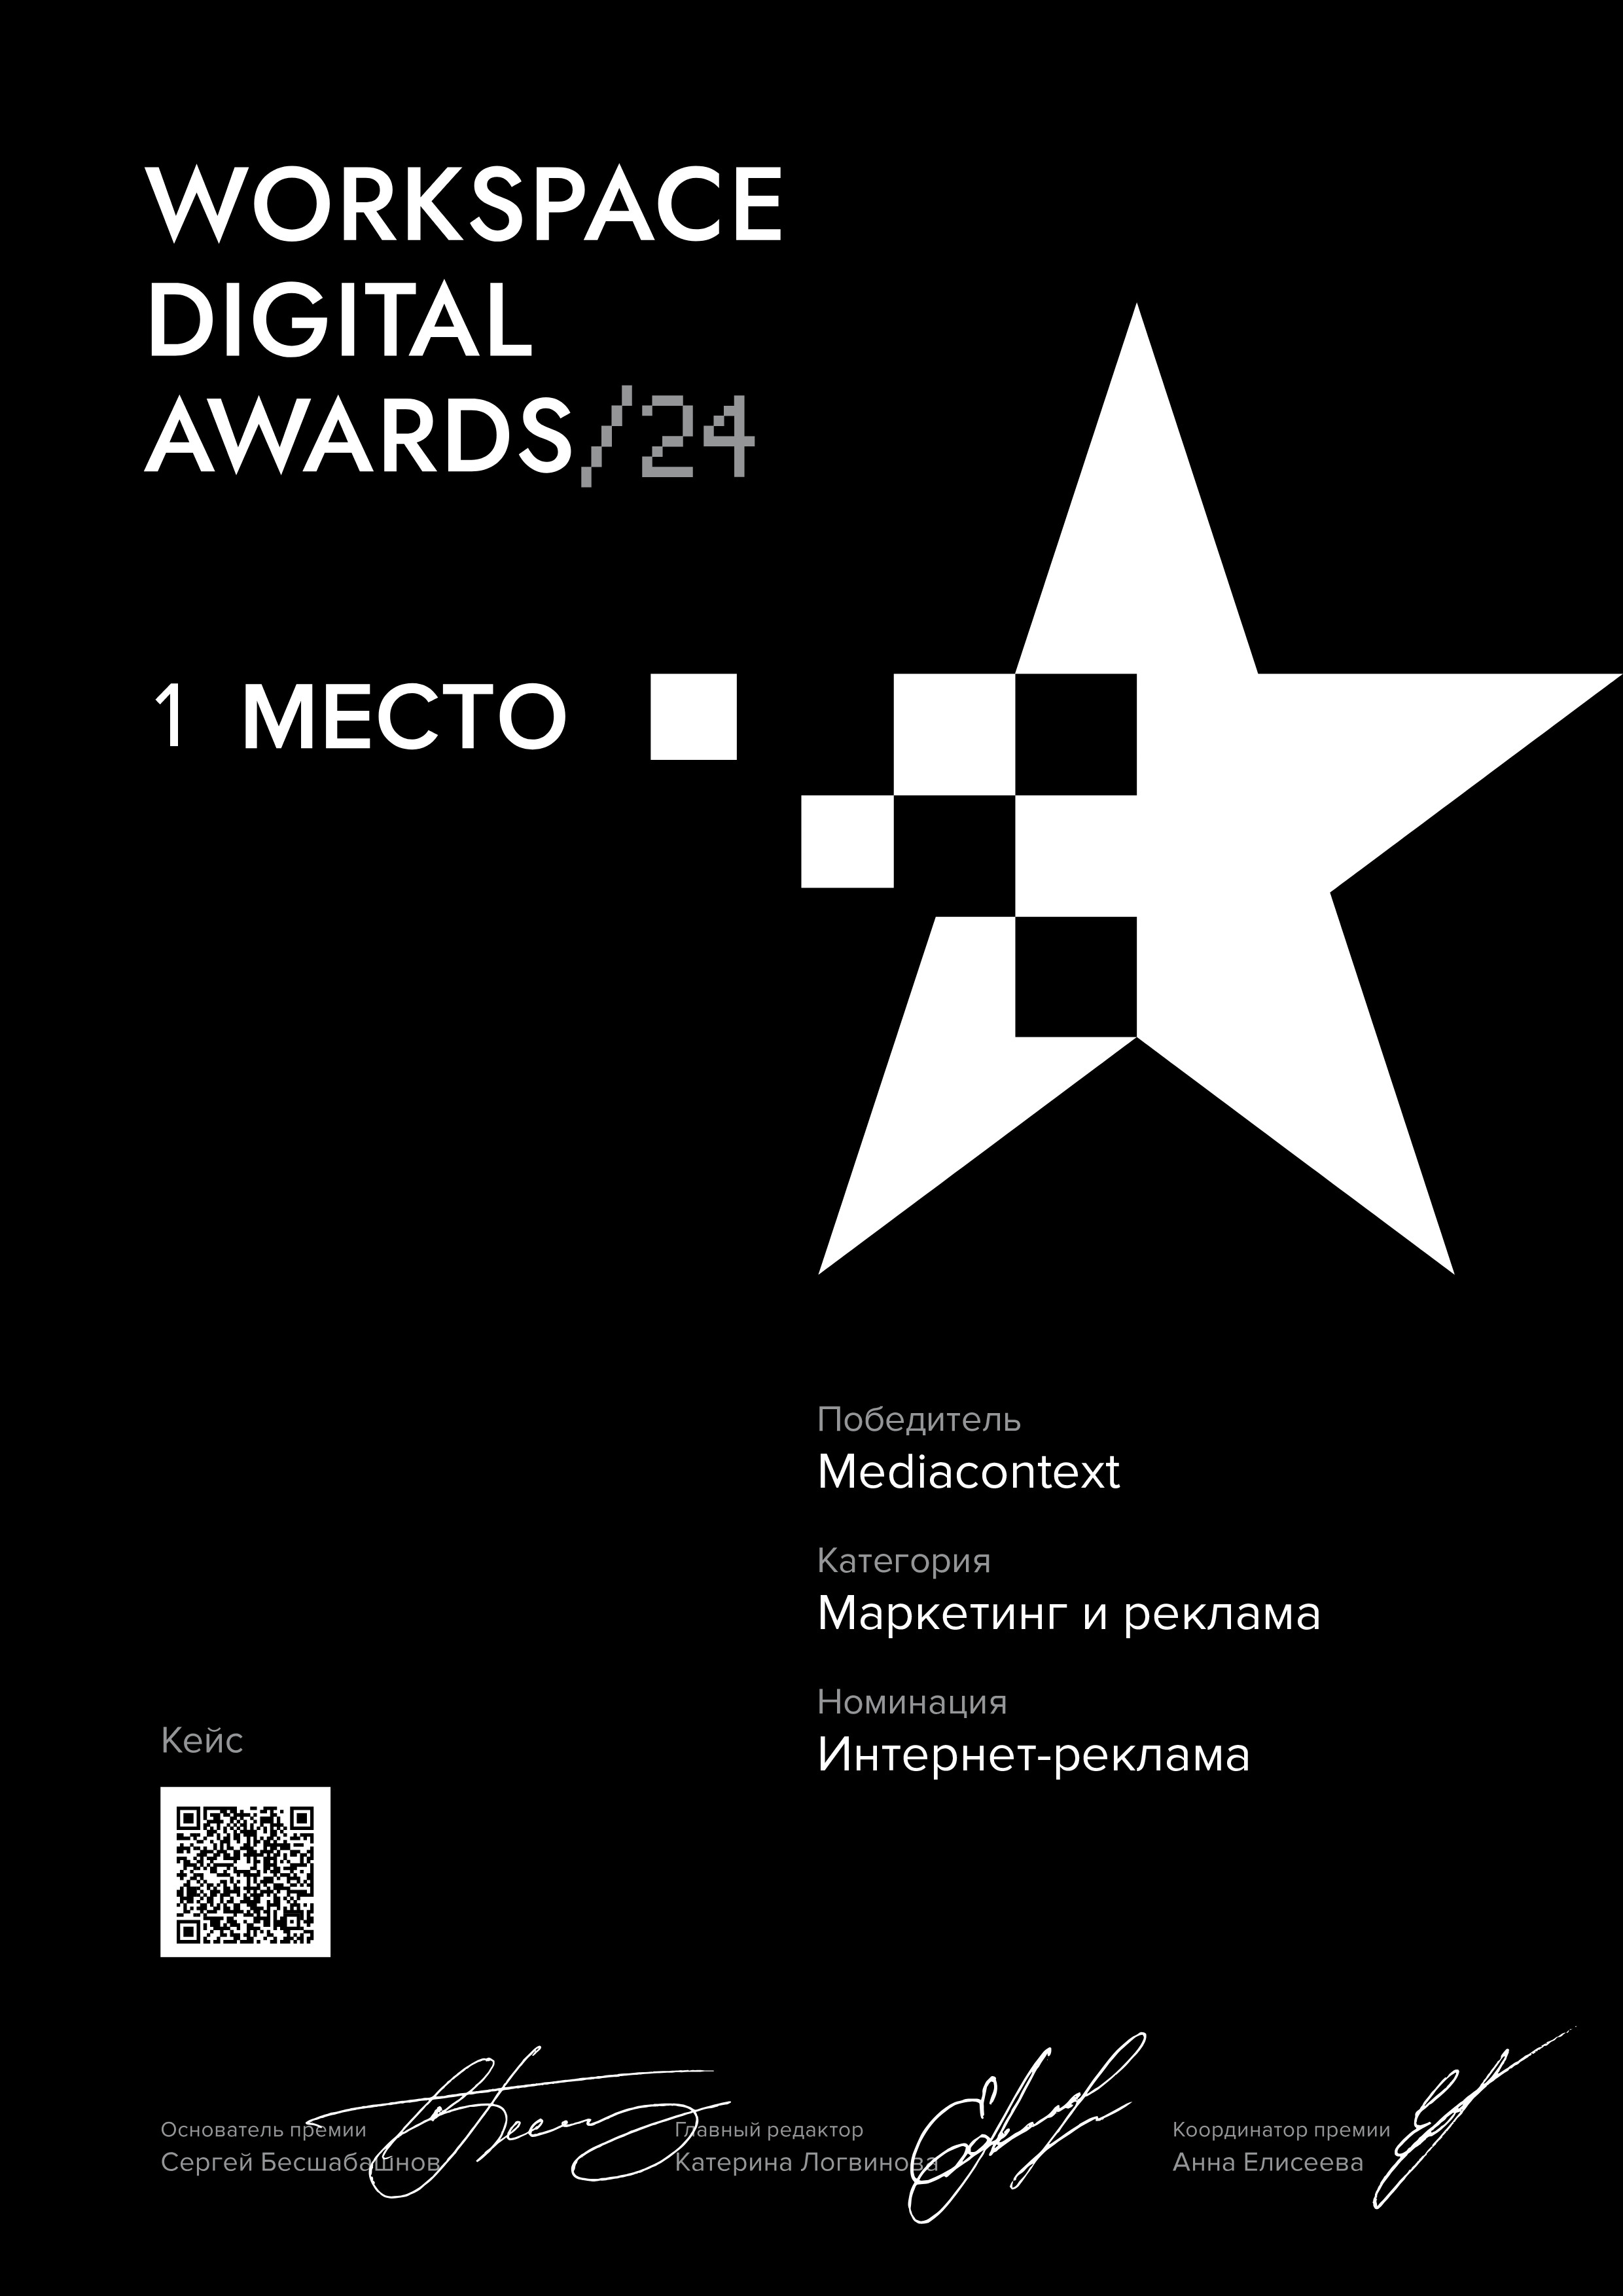 WORKSPACE
DIGITAL
AWARDS/24
1 МЕСТО
Победитель
Mediacontext
Категория
Маркетинг и реклама
Номинация
Интернет-реклама
Кейс
Основатель премии
Сергей Бесшабашнов
Главный редактор
Катерина Логвинова
Координатор премии
Анна Елисеева